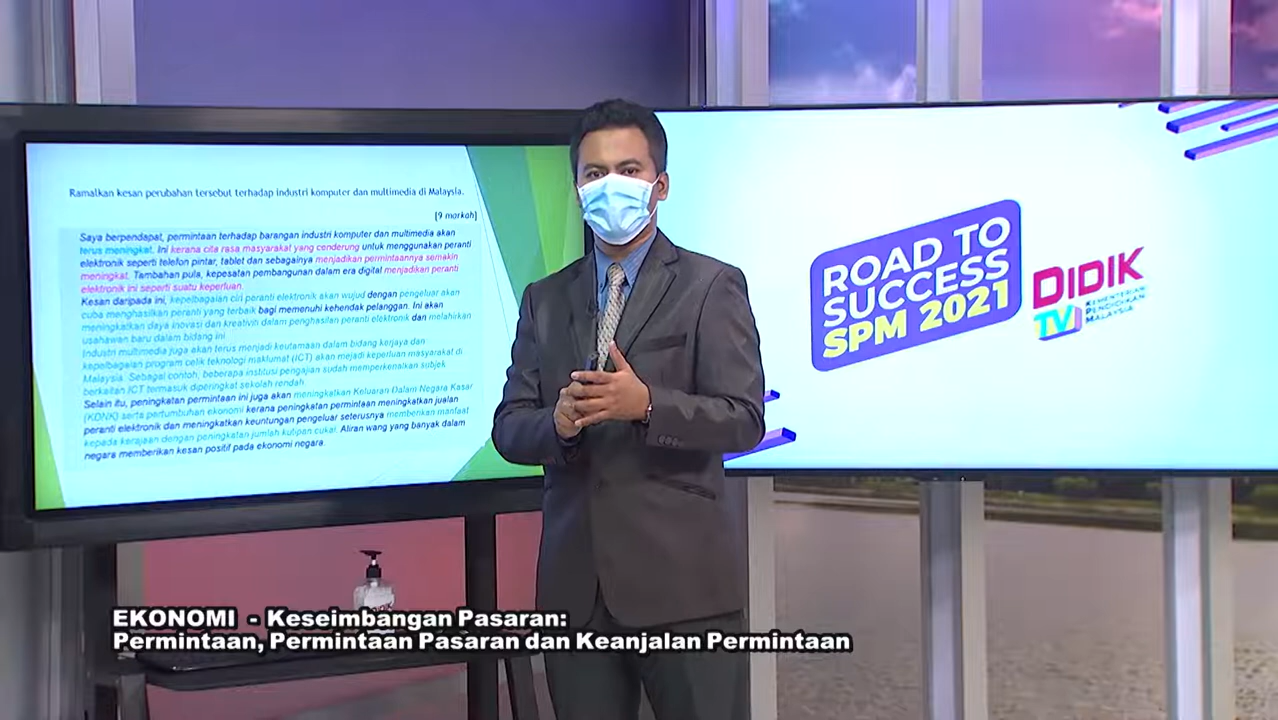 Ramalkan kesan perubahan tersebut terhadap industri komputer dan multimedia di Malaysia.
[9 markah]
Saya berpendapat, permintaan terhadap barangan industri komputer dan multimedia akan
terus meningkat. Ini kerana cita rasa masyarakat yang cenderung untuk menggunakan peranti
elektronik seperti telefon pintar, tablet dan sebagainya menjadikan permintaannya semakin
meningkat. Tambahan pula, kepesatan pembangunan dalam era digital menjadikan peranti
elektronik ini seperti suatu keperluan.
Kesan daripada ini, kepelbagaian ciri peranti elektronik akan wujud dengan pengeluar akan
cuba menghasilkan peranti yang terbaik bagi memenuhi kehendak pelanggan. Ini akan
meningkatkan daya inovasi dan kreativiti dalam penghasilan peranti elektronik dan melahirkan
usahawan baru dalam bidang ini.
Industri multimedia juga akan terus menjadi keutamaan dalam bidang kerjaya dan
kepelbagaian program celik teknologi maklumat (ICT) akan mejadi keperluan masyarakat di
Malaysia. Sebagai contoh, beberapa institusi pengajian sudah memperkenalkan subjek
berkaitan ICT termasuk diperingkat sekolah rendah.
Selain itu, peningkatan permintaan ini juga akan meningkatkan Keluaran Dalam Negara Kasar
(KDNK) serta pertumbuhan ekonomi kerana peningkatan permintaan meningkatkan jualan
peranti elektronik dan meningkatkan keuntungan pengeluar seterusnya memberikan manfaat
kepada kerajaan dengan peningkatan jumlah kutipan cukai. Aliran wang yang banyak dalam
negara memberikan kesan positif pada ekonomi negara.
ROAD TO
SUCCESS
SPM 2021
DIDIK
TV
KEMENTERIAN
PENDIDIKAN
MALAYSIA
EKONOMI - Keseimbangan Pasaran:
Permintaan, Permintaan Pasaran dan Keanjalan Permintaan